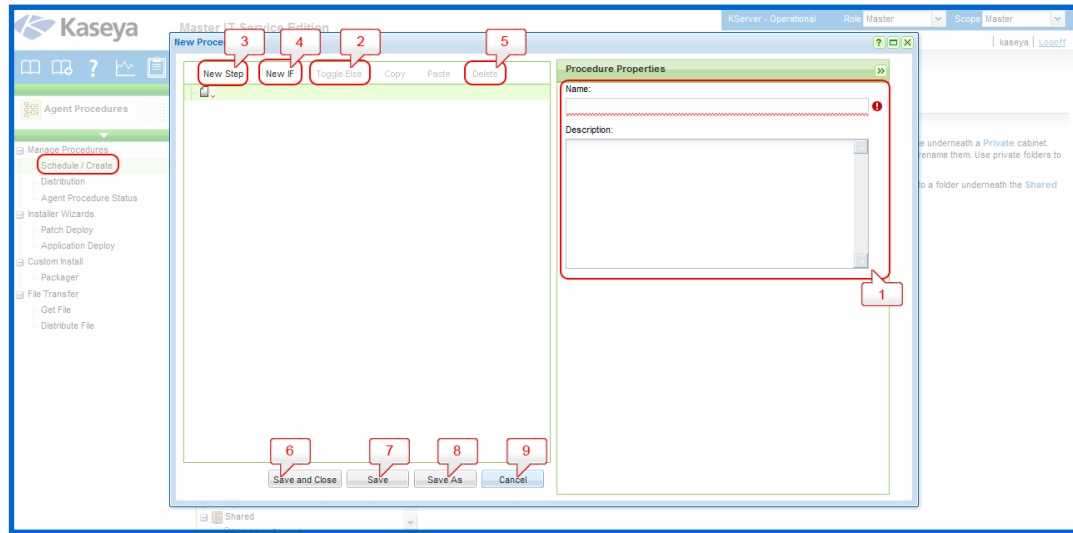 Kaseya
Master IT Service Edition
KServer - Operational Role Master Scope Master
kaseya | Logoff
New Proce
3
4
2
5
New Step New IF Toggle Else Copy Paste Delete
Procedure Properties
Name:
Description:
1
Agent Procedures
Manage Procedures
Schedule / Create
Distribution
Agent Procedure Status
Installer Wizards
Patch Deploy
Application Deploy
Custom Install
Packager
File Transfer
Get File
Distribute File
e underneath a Private cabinet.
rename them. Use private folders to
to a folder underneath the Shared
6
7
8
9
Save and Close Save Save As Cancel
Shared